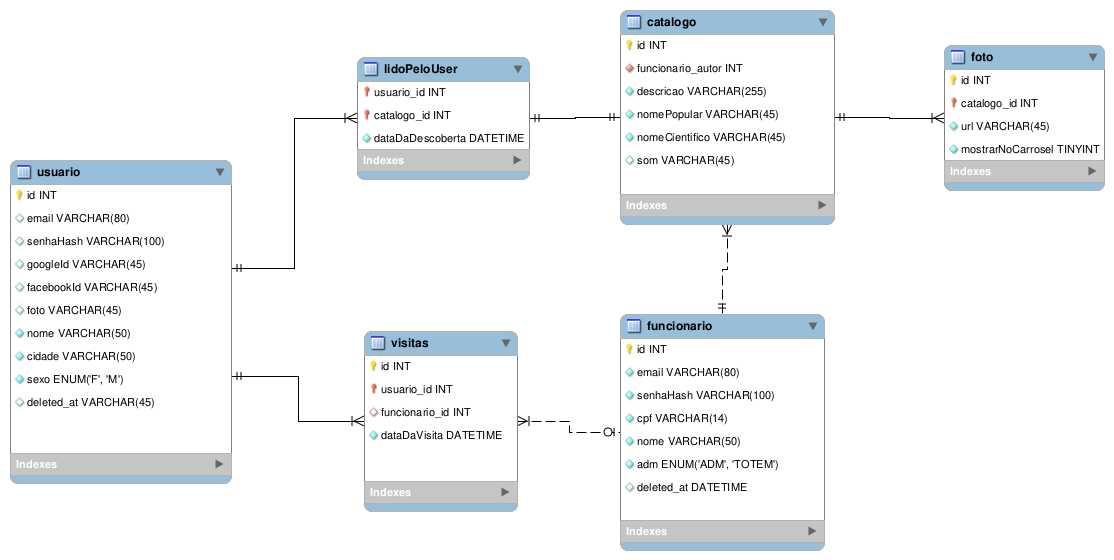 usuario
id INT
email VARCHAR(80)
senhaHash VARCHAR(100)
googleId VARCHAR(45)
facebookId VARCHAR(45)
foto VARCHAR(45)
nome VARCHAR(50)
cidade VARCHAR(50)
sexo ENUM('F', 'M')
deleted_at VARCHAR(45)
Indexes
lidoPeloUser
usuario_id INT
catalogo_id INT
dataDaDescoberta DATETIME
Indexes
visitas
id INT
usuario_id INT
funcionario_id INT
dataDaVisita DATETIME
Indexes
catalogo
id INT
funcionario_autor INT
descricao VARCHAR(255)
nomePopular VARCHAR(45)
nomeCientifico VARCHAR(45)
som VARCHAR(45)
Indexes
funcionario
id INT
email VARCHAR(80)
senhaHash VARCHAR(100)
cpf VARCHAR(14)
nome VARCHAR(50)
adm ENUM('ADM', 'TOTEM')
deleted_at DATETIME
Indexes
foto
id INT
catalogo_id INT
url VARCHAR(45)
mostrarNoCarrosel TINYINT
Indexes